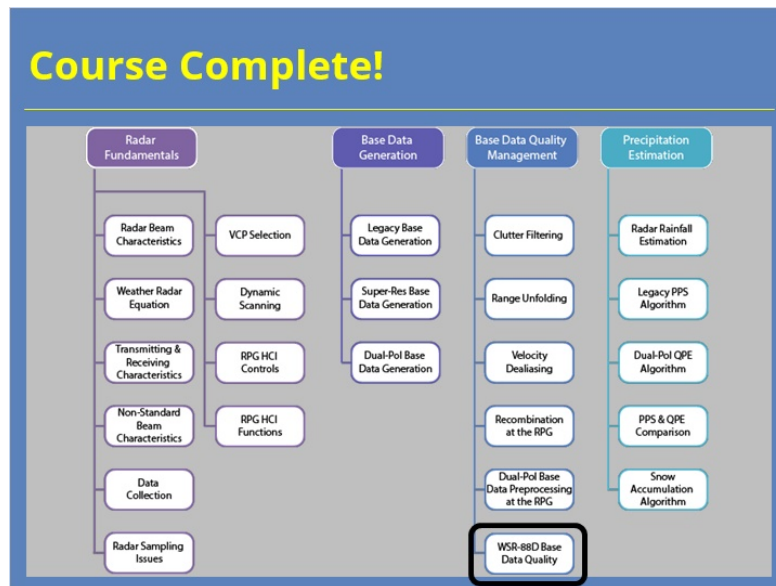 Course Complete!
Radar
Fundamentals
Radar Beam
Characteristics
Weather Radar
Equation
Transmitting &
Receiving
Characteristics
Non-Standard
Beam
Characteristics
Data
Collection
Radar Sampling
Issues
VCP Selection
Dynamic
Scanning
RPG HCI
Controls
RPG HCI
Functions
Base Data
Generation
Legacy Base
Data Generation
Super-Res Base
Data Generation
Dual-Pol Base
Data Generation
Base Data Quality
Management
Clutter Filtering
Range Unfolding
Velocity
Dealiasing
Recombination
at the RPG
Dual-Pol Base
Data Preprocessing
at the RPG
WSR-88D Base
Data Quality
Precipitation
Estimation
Radar Rainfall
Estimation
Legacy PPS
Algorithm
Dual-Pol QPE
Algorithm
PPS & QPE
Comparison
Snow
Accumulation
Algorithm